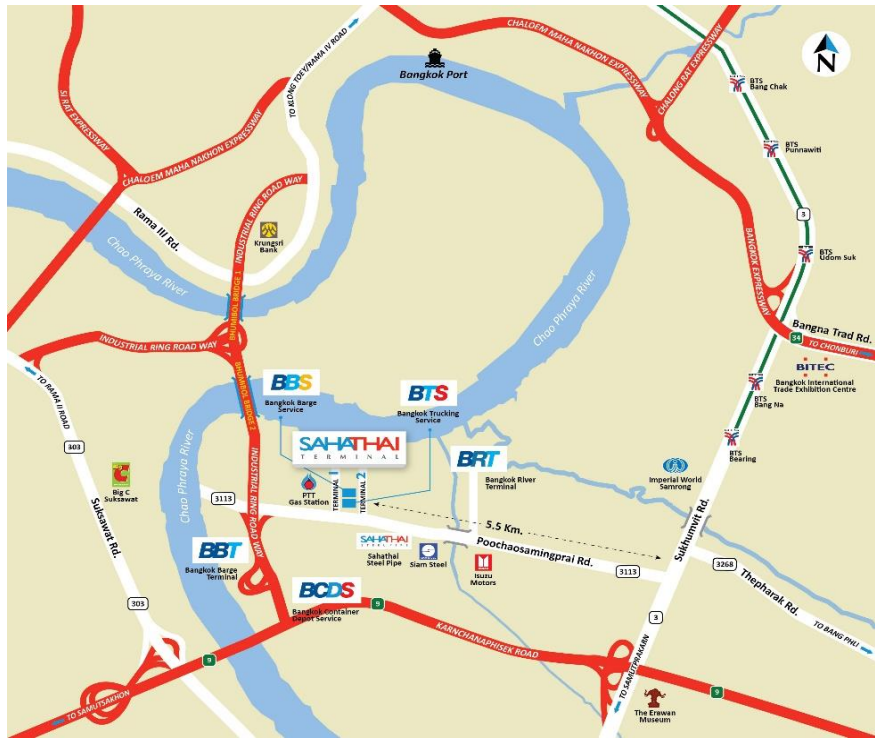 TO KLONG TOEY/RAMA IV ROAD
CHALOEM MAHA NAKHON EXPRESSWAY
CHALONG RAT EXPRESSWAY
N
Bangkok Port
BTS
Bang Chak
SI RAT EXPRESSWAY
BTS
Punnawiti
CHALOEM MAHA NAKHON EXPRESSWAY
INDUSTRIAL RING ROAD WAY
Rama III Rd.
3
Krungsri
Bank
BANGKOK EXPRESSWAY
BTS
Udom Suk
Chao Phraya River
Chao Phraya River
BHUMIBOL BRIDGE 1
Bangna Trad Rd.
34
TO CHONBURI
INDUSTRIAL RING ROAD WAY
BITEC
Bangkok International
Trade Exhibition Centre
TO RAMA II ROAD
BHUMIBOL BRIDGE 2
BBS
Bangkok Barge
Service
BTS
Bangkok Trucking
Service
BTS
Bang Na
303
SAHATHAI
TERMINAL
BTS
Bearing
Chao Phraya River
BRT
Bangkok River
Terminal
Imperial World
Samrong
Big C
Suksawat
PTT
Gas Station
TERMINAL 1
TERMINAL 2
3113
INDUSTRIAL RING ROAD WAY
Suksawat Rd.
5.5 Km.
Sukhumvit Rd.
SAHATHAI
Sahathai
Steel Pipe
Siam Steel
Poochaosamingprai Rd.
BBT
Bangkok Barge
Terminal
Isuzu
Motors
3113
3268
Thepharak Rd.
BCDS
Bangkok Container
Depot Service
303
9
3
TO BANG PHLI
KARNCHANAPHISEK ROAD
9
TO SAMUTPRAKARN
9
TO SAMUTSAKHON
The Erawan
Museum